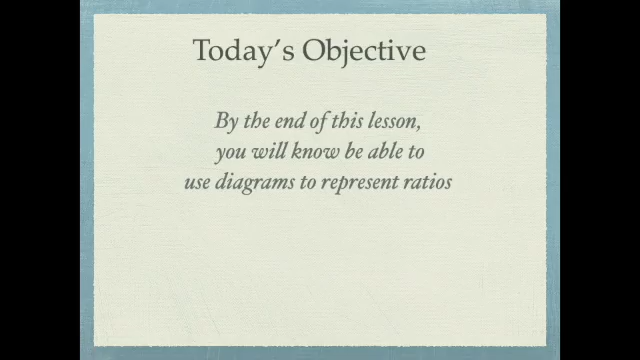 Today's Objective
By the end of this lesson,
you will know be able to
use diagrams to represent ratios